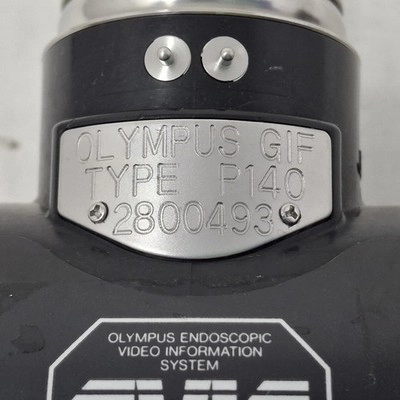 OLYMPUS GIF
TYPE P140
2800493
OLYMPUS ENDOSCOPIC
VIDEO INFORMATION
SYSTEM